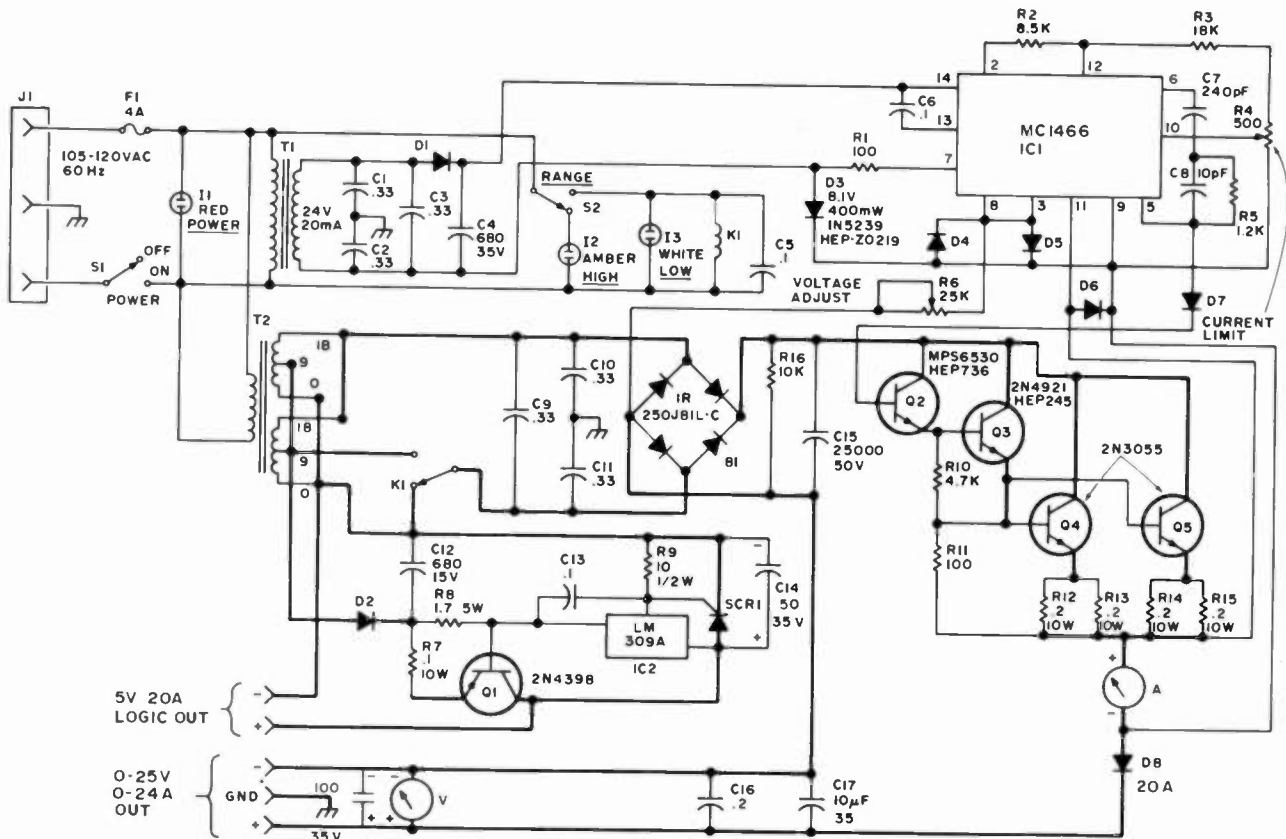 J1
F1
4A
105-120VAC
60Hz
I1
RED
POWER
S1
OFF
ON
POWER
T1
24V
20mA
C1
.33
C2
.33
C3
.33
D1
C4
680
35V
RANGE
S2
I2
AMBER
HIGH
I3
WHITE
LOW
K1
C5
.1
C6
.1
R1
100
D3
8.1V
400mW
1N5239
HEP-Z0219
14
13
7
2
12
6
10
8
3
11
9
5
MC1466
IC1
R2
8.5K
R3
18K
C7
240pF
R4
500
C8
10pF
R5
1.2K
D4
D5
D6
D7
CURRENT
LIMIT
VOLTAGE
ADJUST
R6
25K
T2
18
9
0
18
9
0
K1
C9
.33
C10
.33
C11
.33
IR
250JB1L-C
B1
R16
10K
C15
25000
50V
MPS6530
HEP736
Q2
2N4921
HEP245
Q3
R10
4.7K
R11
100
2N3055
Q4
Q5
R12
.2
10W
R13
.2
10W
R14
.2
10W
R15
.2
10W
C12
680
15V
D2
R8
1.7 5W
R7
.1
10W
C13
.1
R9
10
1/2W
LM
309A
IC2
SCR1
C14
50
35V
-
+
Q1
2N4398
5V 20A
LOGIC OUT
-
+
0-25V
0-24A
OUT
-
GND
+
100
35V
-
+
-
V
+
C16
.2
C17
10µF
35
+
A
-
D8
20A